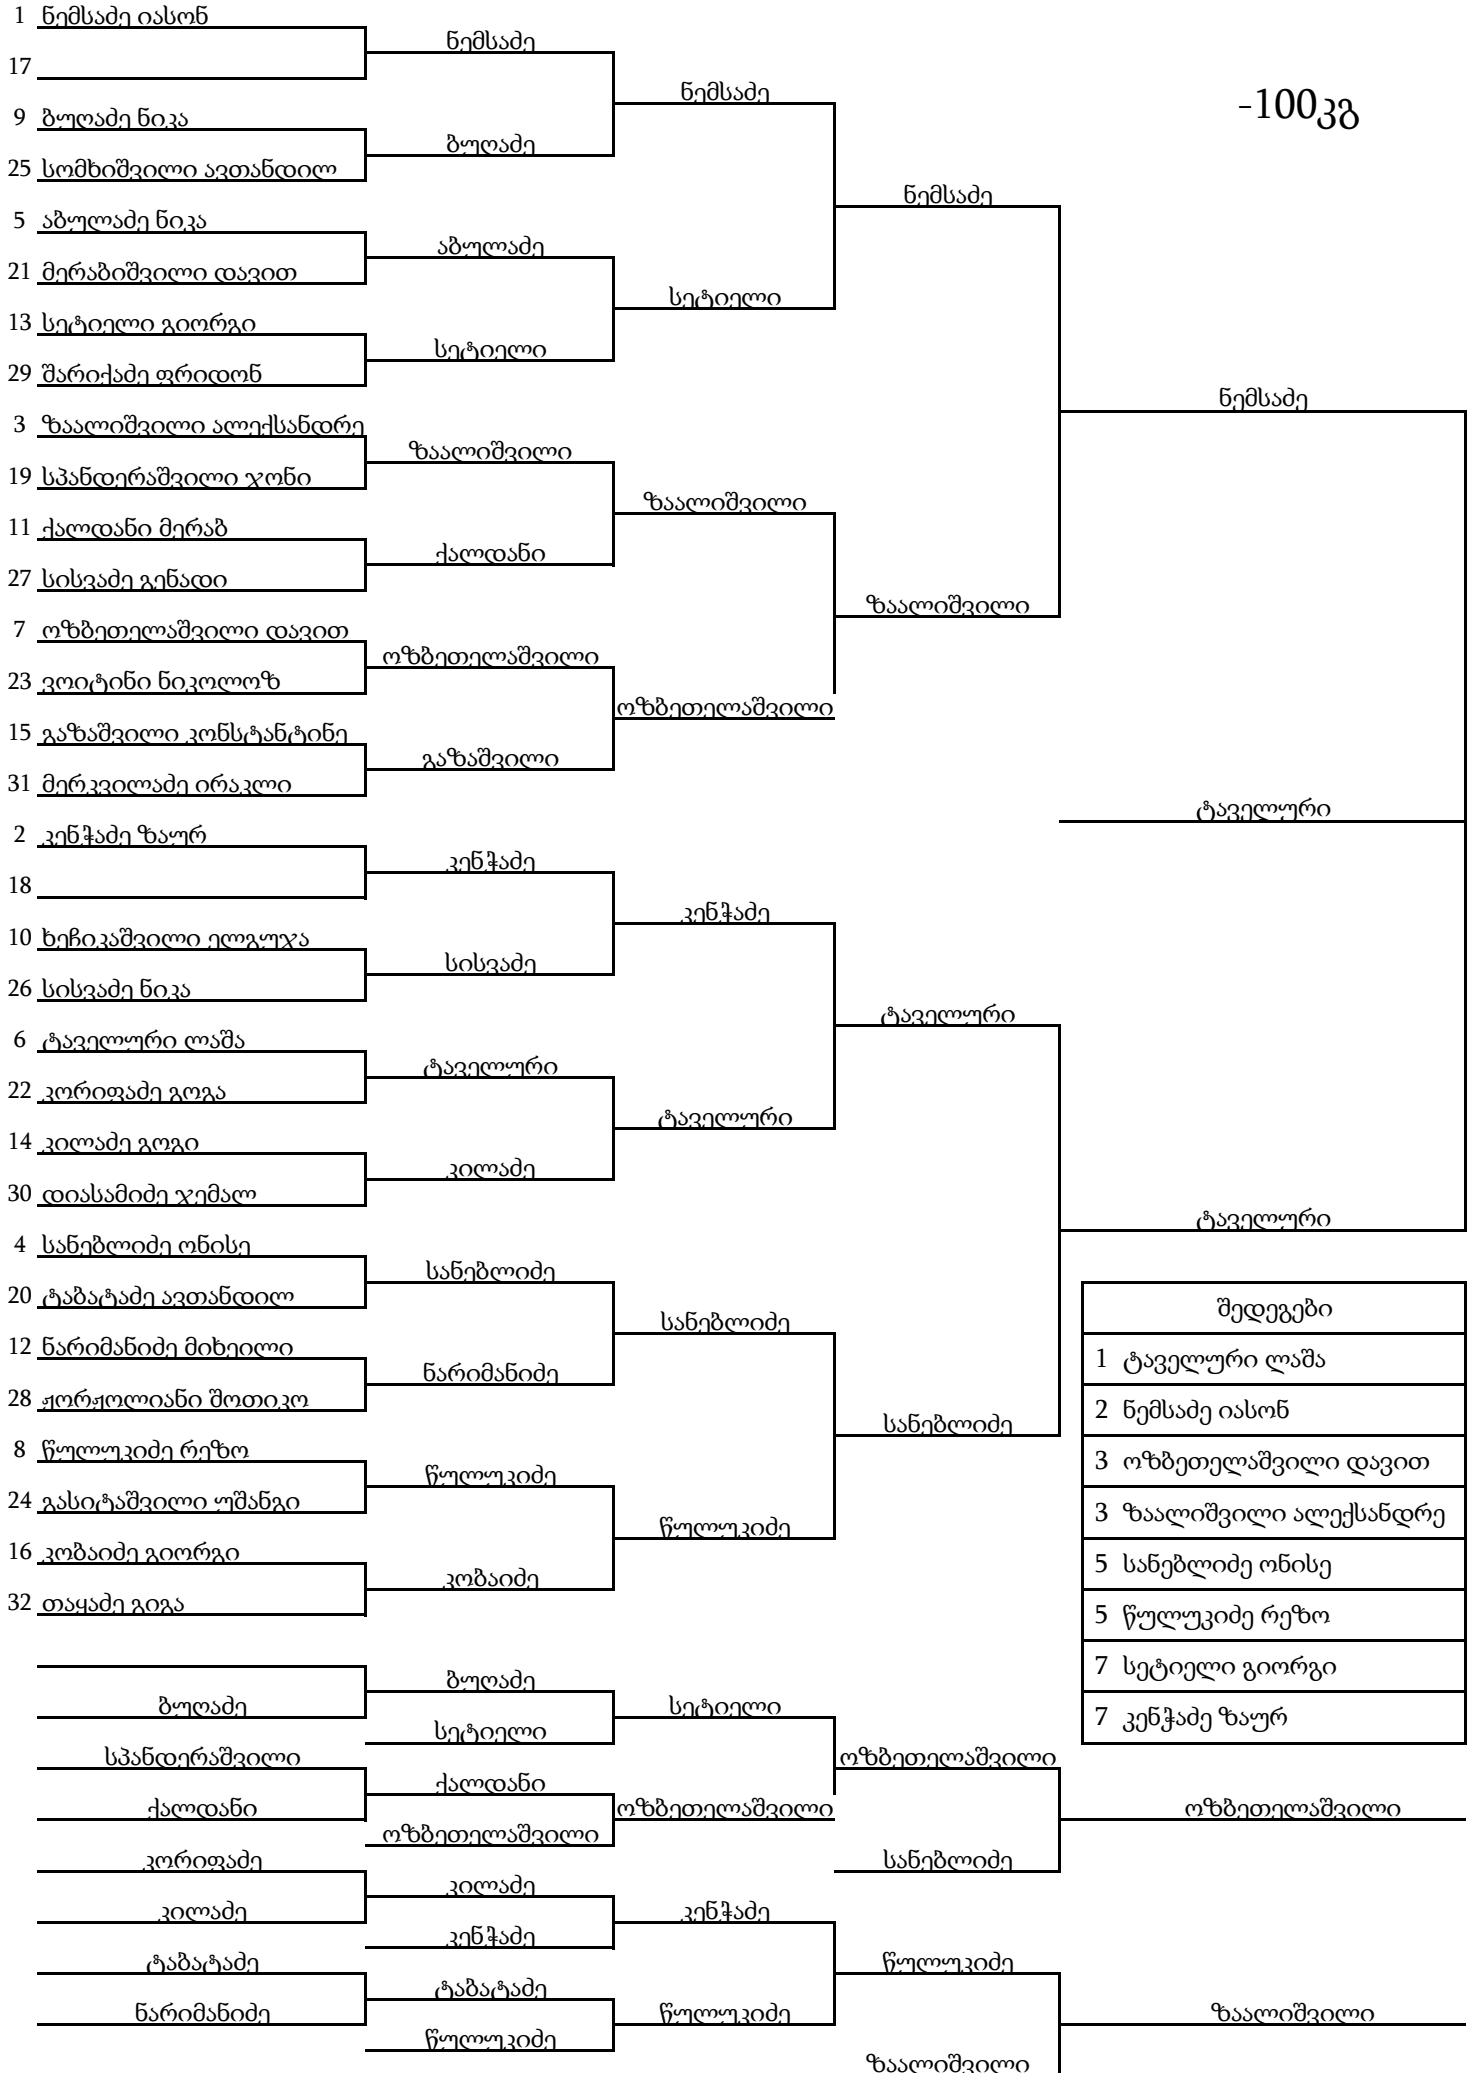 1 ნემსაძე იასონ
ნემსაძე
17
ნემსაძე
-100კგ
9 ბუღაძე ნიკა
ბუღაძე
25 სომხიშვილი ავთანდილ
ნემსაძე
5 აბულაძე ნიკა
აბულაძე
21 მერაბიშვილი დავით
სეტიელი
13 სეტიელი გიორგი
სეტიელი
29 შარიქაძე ფრიდონ
ნემსაძე
3 ზაალიშვილი ალექსანდრე
ზაალიშვილი
19 სპანდერაშვილი ჯონი
ზაალიშვილი
11 ქალდანი მერაბ
ქალდანი
27 სისვაძე გენადი
ზაალიშვილი
7 ოზბეთელაშვილი დავით
ოზბეთელაშვილი
23 ვოიტინი ნიკოლოზ
ოზბეთელაშვილი
15 გაზაშვილი კონსტანტინე
გაზაშვილი
31 მერკვილაძე ირაკლი
ტაველური
2 კენჭაძე ზაურ
კენჭაძე
18
კენჭაძე
10 ხეჩიკაშვილი ელგუჯა
სისვაძე
26 სისვაძე ნიკა
ტაველური
6 ტაველური ლაშა
ტაველური
22 კორიფაძე გოგა
ტაველური
14 კილაძე გოგი
კილაძე
30 დიასამიძე ჯემალ
ტაველური
4 სანებლიძე ონისე
სანებლიძე
20 ტაბატაძე ავთანდილ
შედეგები
სანებლიძე
12 ნარიმანიძე მიხეილი
1 ტაველური ლაშა
ნარიმანიძე
28 ჟორჟოლიანი შოთიკო
2 ნემსაძე იასონ
სანებლიძე
8 წულუკიძე რეზო
3 ოზბეთელაშვილი დავით
წულუკიძე
24 გასიტაშვილი უშანგი
3 ზაალიშვილი ალექსანდრე
წულუკიძე
16 კობაიძე გიორგი
5 სანებლიძე ონისე
კობაიძე
32 თაყაძე გიგა
5 წულუკიძე რეზო
7 სეტიელი გიორგი
ბუღაძე
ბუღაძე
სეტიელი
7 კენჭაძე ზაურ
სეტიელი
სპანდერაშვილი
ოზბეთელაშვილი
ქალდანი
ქალდანი
ოზბეთელაშვილი
ოზბეთელაშვილი
ოზბეთელაშვილი
კორიფაძე
სანებლიძე
კილაძე
კილაძე
კენჭაძე
კენჭაძე
ტაბატაძე
წულუკიძე
ტაბატაძე
ნარიმანიძე
წულუკიძე
ზაალიშვილი
წულუკიძე
ზაალიშვილი